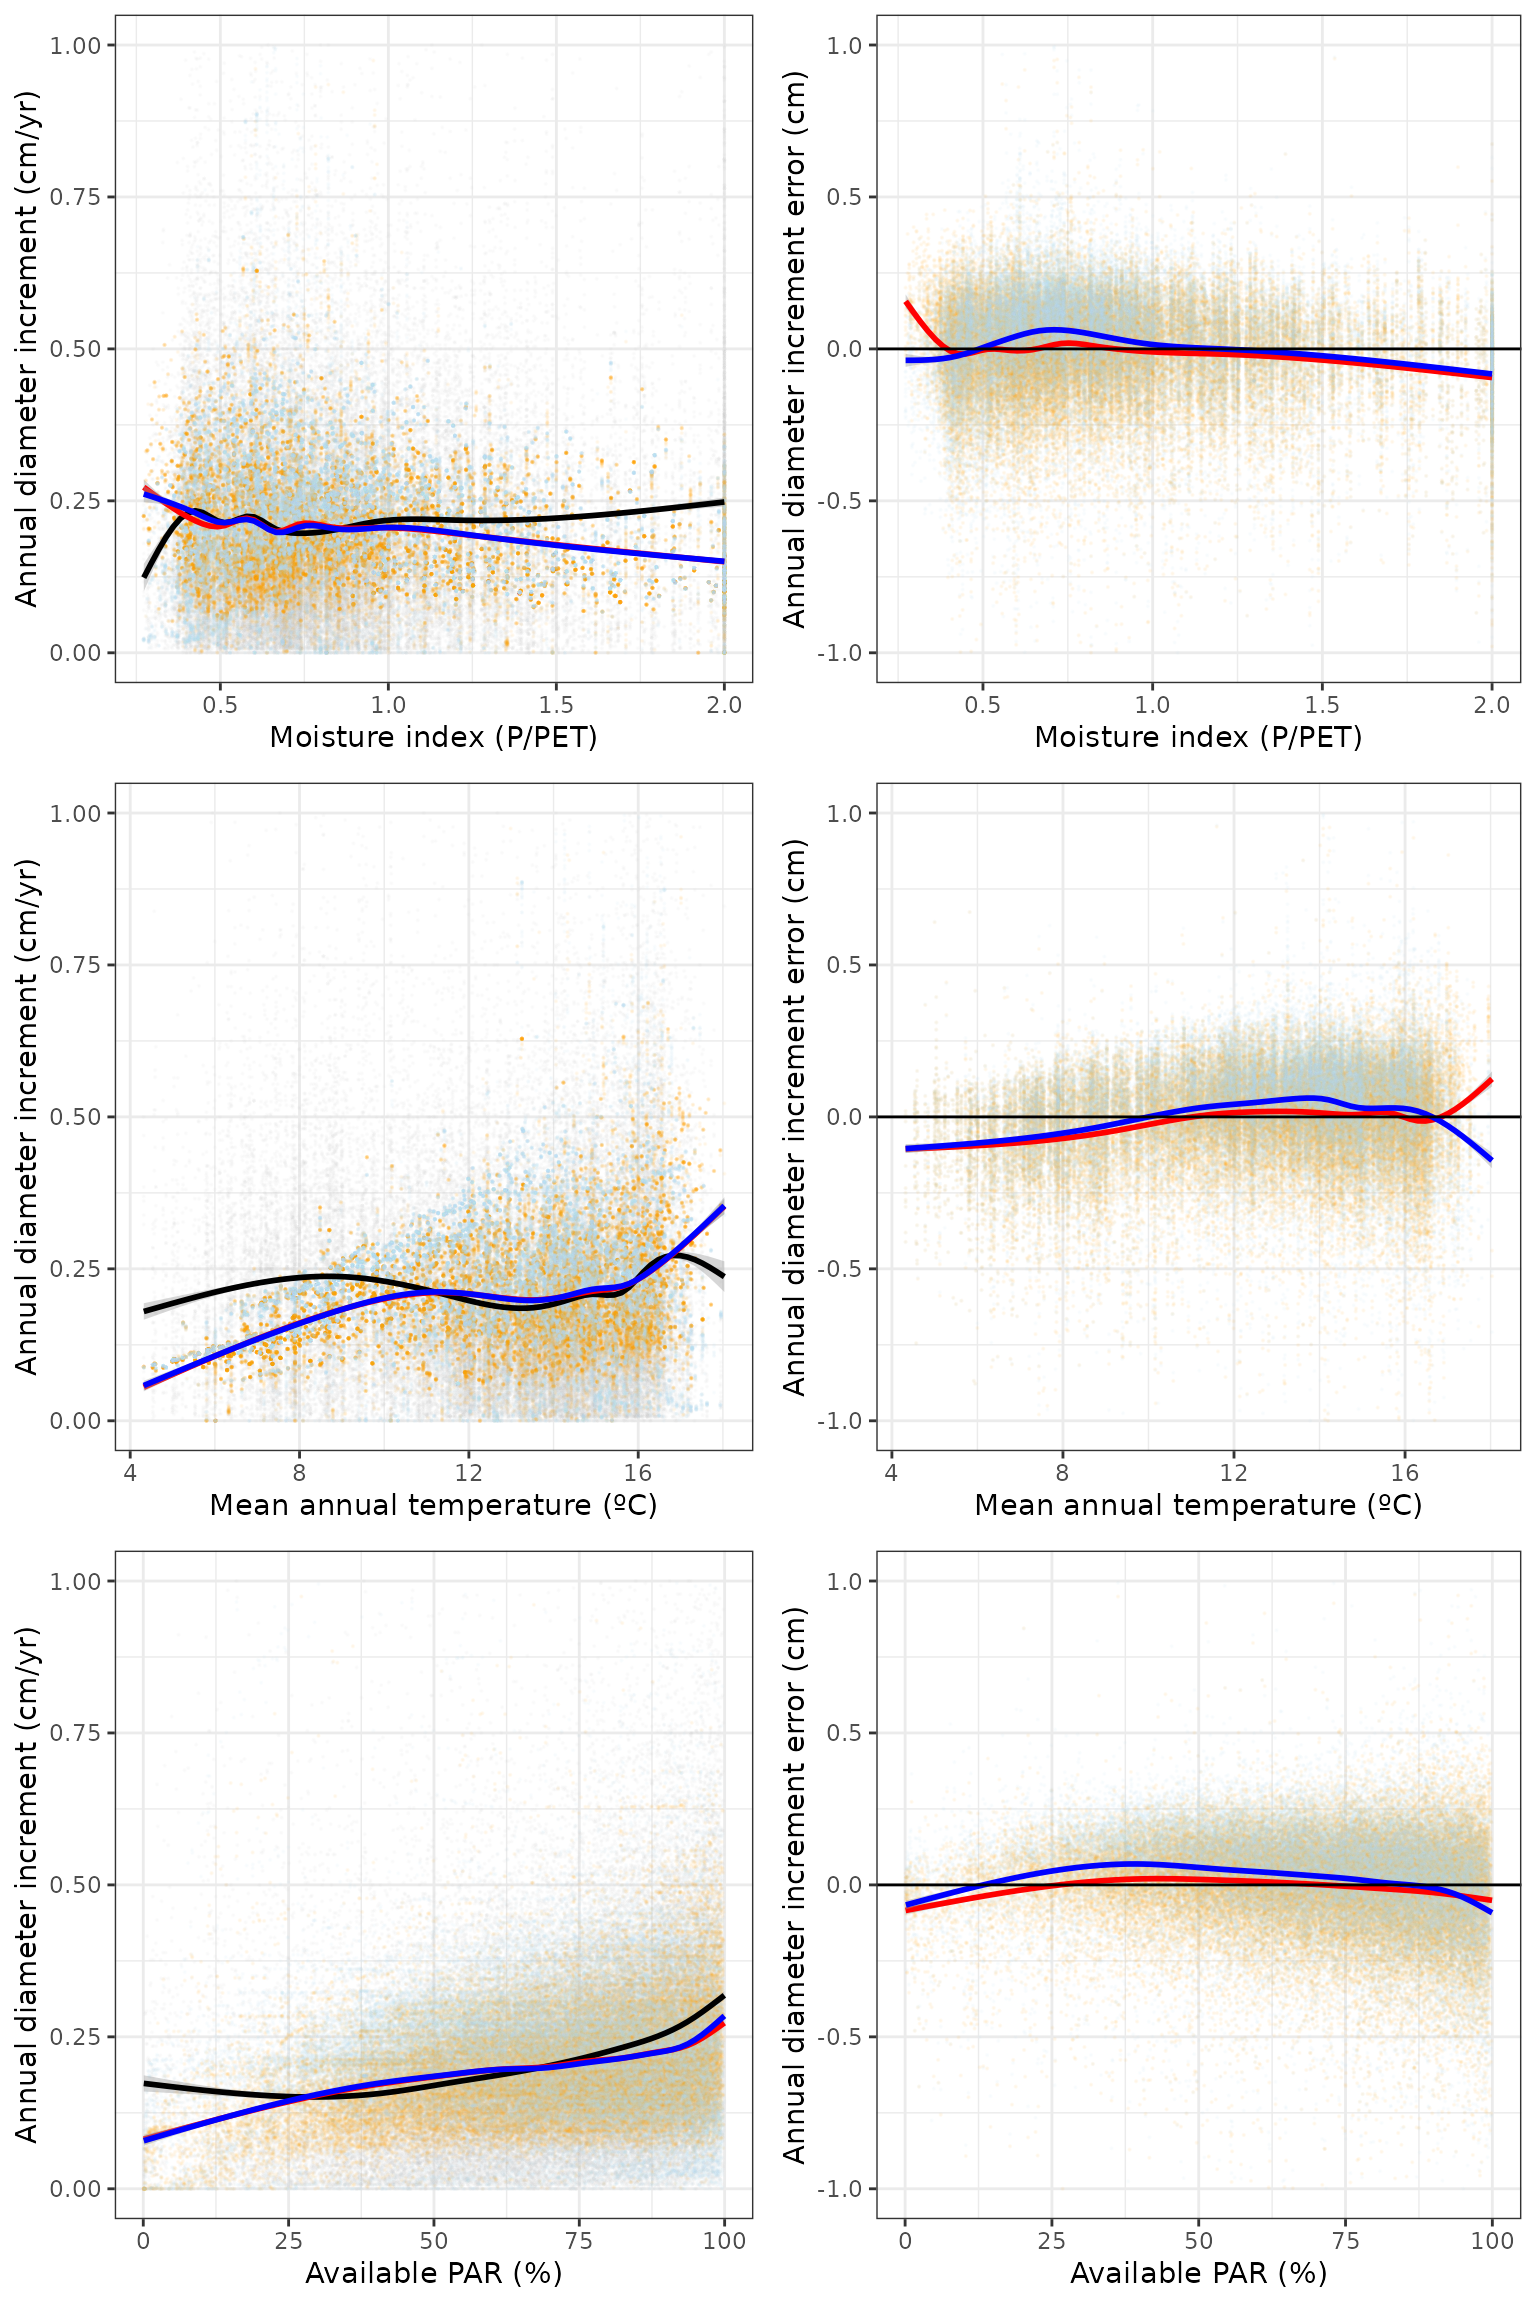 Annual diameter increment (cm/yr)
1.00
0.75
0.50
0.25
0.00
0.5 1.0 1.5 2.0
Moisture index (P/PET)
Annual diameter increment error (cm)
1.0
0.5
0.0
-0.5
-1.0
0.5 1.0 1.5 2.0
Moisture index (P/PET)
Annual diameter increment (cm/yr)
1.00
0.75
0.50
0.25
0.00
4 8 12 16
Mean annual temperature (ºC)
Annual diameter increment error (cm)
1.0
0.5
0.0
-0.5
-1.0
4 8 12 16
Mean annual temperature (ºC)
Annual diameter increment (cm/yr)
1.00
0.75
0.50
0.25
0.00
0 25 50 75 100
Available PAR (%)
Annual diameter increment error (cm)
1.0
0.5
0.0
-0.5
-1.0
0 25 50 75 100
Available PAR (%)